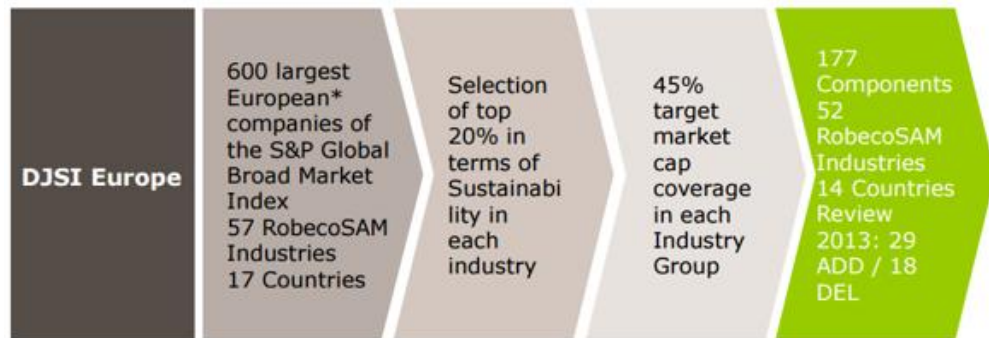 DJSI Europe
600 largest
European*
companies of
the S&P Global
Broad Market
Index
57 RobecoSAM
Industries
17 Countries
Selection
of top
20% in
terms of
Sustainabi
lity in
each
industry
45%
target
market
cap
coverage
in each
Industry
Group
177
Components
52
RobecoSAM
Industries
14 Countries
Review
2013: 29
ADD / 18
DEL